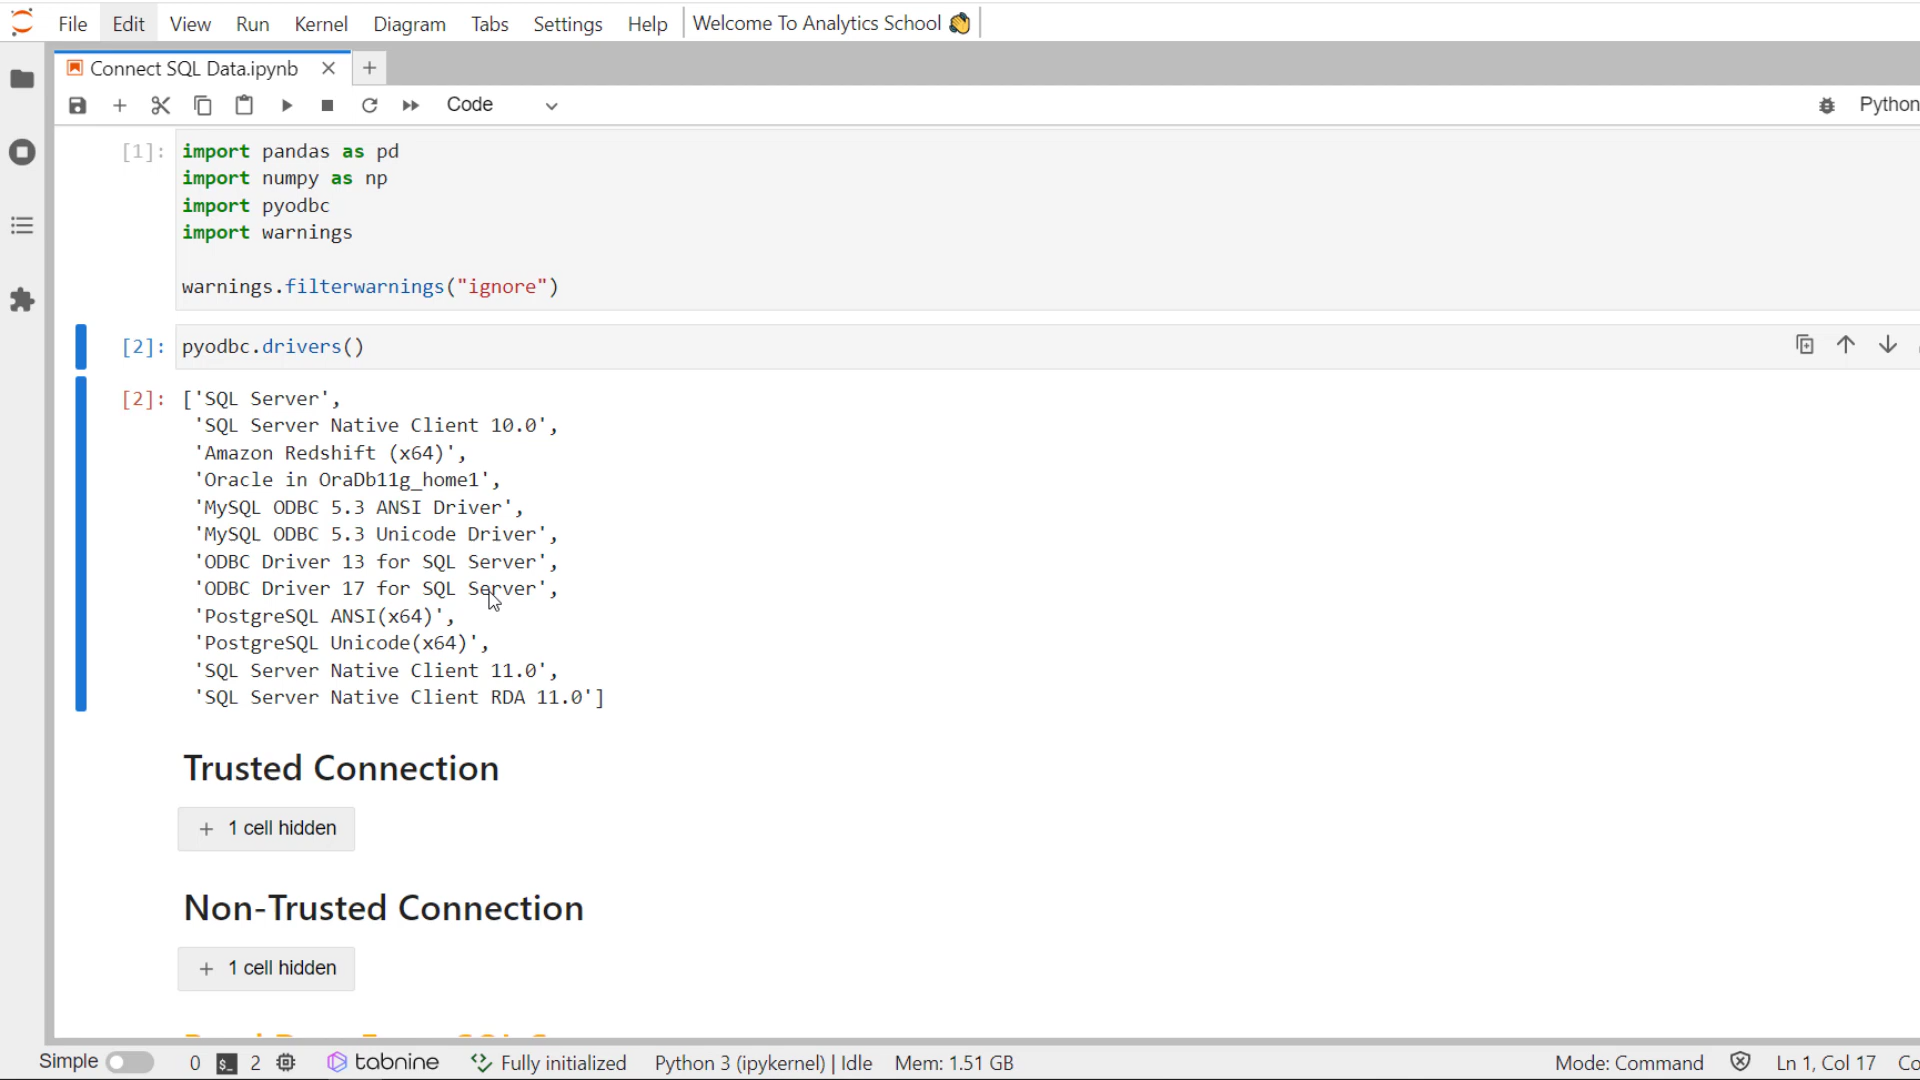 File Edit View Run Kernel Diagram Tabs Settings Help Welcome To Analytics School 👋
Connect SQL Data.ipynb
Code Python
[1]: import pandas as pd
import numpy as np
import pyodbc
import warnings
warnings.filterwarnings("ignore")
[2]: pyodbc.drivers()
[2]: ['SQL Server',
'SQL Server Native Client 10.0',
'Amazon Redshift (x64)',
'Oracle in OraDb11g_home1',
'MySQL ODBC 5.3 ANSI Driver',
'MySQL ODBC 5.3 Unicode Driver',
'ODBC Driver 13 for SQL Server',
'ODBC Driver 17 for SQL Server',
'PostgreSQL ANSI(x64)',
'PostgreSQL Unicode(x64)',
'SQL Server Native Client 11.0',
'SQL Server Native Client RDA 11.0']
Trusted Connection
+ 1 cell hidden
Non-Trusted Connection
+ 1 cell hidden
Simple 0 $_ 2 tabnine Fully initialized Python 3 (ipykernel) | Idle Mem: 1.51 GB Mode: Command Ln 1, Col 17 Co